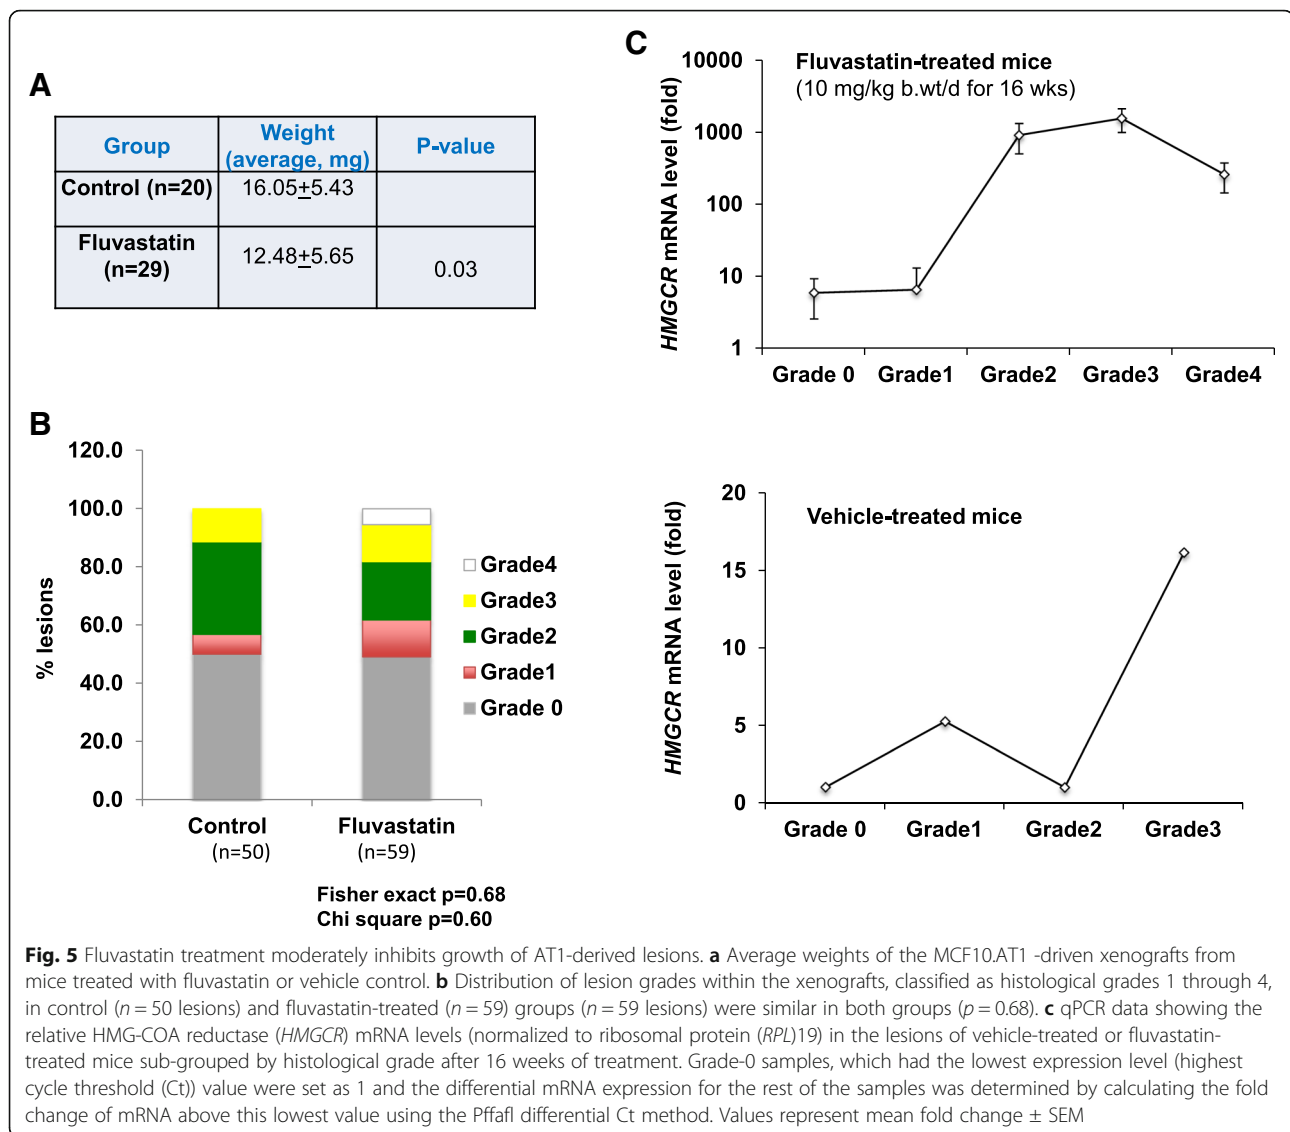 A
Group
Weight
(average, mg)
P-value
Control (n=20)
16.05+5.43
Fluvastatin
(n=29)
12.48+5.65
0.03
B
120.0
100.0
80.0
60.0
40.0
20.0
0.0
% lesions
Control
(n=50)
Fluvastatin
(n=59)
Grade4
Grade3
Grade2
Grade1
Grade 0
Fisher exact p=0.68
Chi square p=0.60
C
Fluvastatin-treated mice
(10 mg/kg b.wt/d for 16 wks)
HMGCR mRNA level (fold)
10000
1000
100
10
1
Grade 0
Grade1
Grade2
Grade3
Grade4
Vehicle-treated mice
HMGCR mRNA level (fold)
20
15
10
5
0
Grade 0
Grade1
Grade2
Grade3
Fig. 5 Fluvastatin treatment moderately inhibits growth of AT1-derived lesions. a Average weights of the MCF10.AT1 -driven xenografts from
mice treated with fluvastatin or vehicle control. b Distribution of lesion grades within the xenografts, classified as histological grades 1 through 4,
in control (n = 50 lesions) and fluvastatin-treated (n = 59) groups (n = 59 lesions) were similar in both groups (p = 0.68). c qPCR data showing the
relative HMG-COA reductase (HMGCR) mRNA levels (normalized to ribosomal protein (RPL)19) in the lesions of vehicle-treated or fluvastatin-
treated mice sub-grouped by histological grade after 16 weeks of treatment. Grade-0 samples, which had the lowest expression level (highest
cycle threshold (Ct)) value were set as 1 and the differential mRNA expression for the rest of the samples was determined by calculating the fold
change of mRNA above this lowest value using the Pffafl differential Ct method. Values represent mean fold change ± SEM